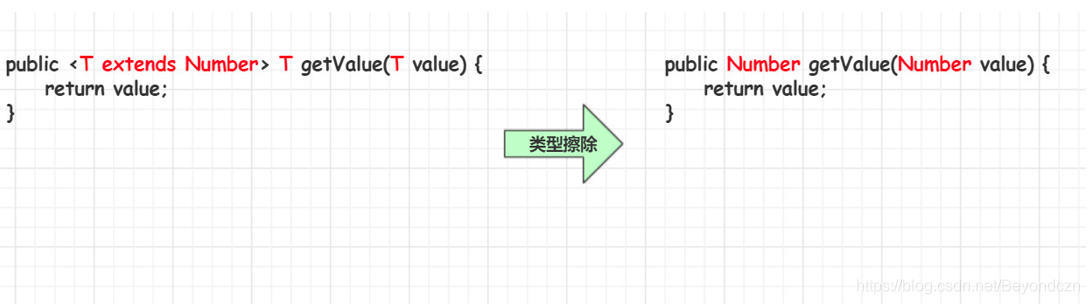 public <T extends Number> T getValue(T value) {
return value;
}
类型擦除
public Number getValue(Number value) {
return value;
}
https://blog.csdn.net/Beyondczn